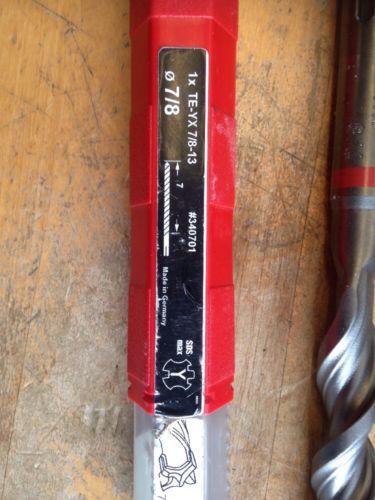 1x TE-YX 7/8-13
ø 7/8
7
#340701
Made in Germany
SDS
max
Y